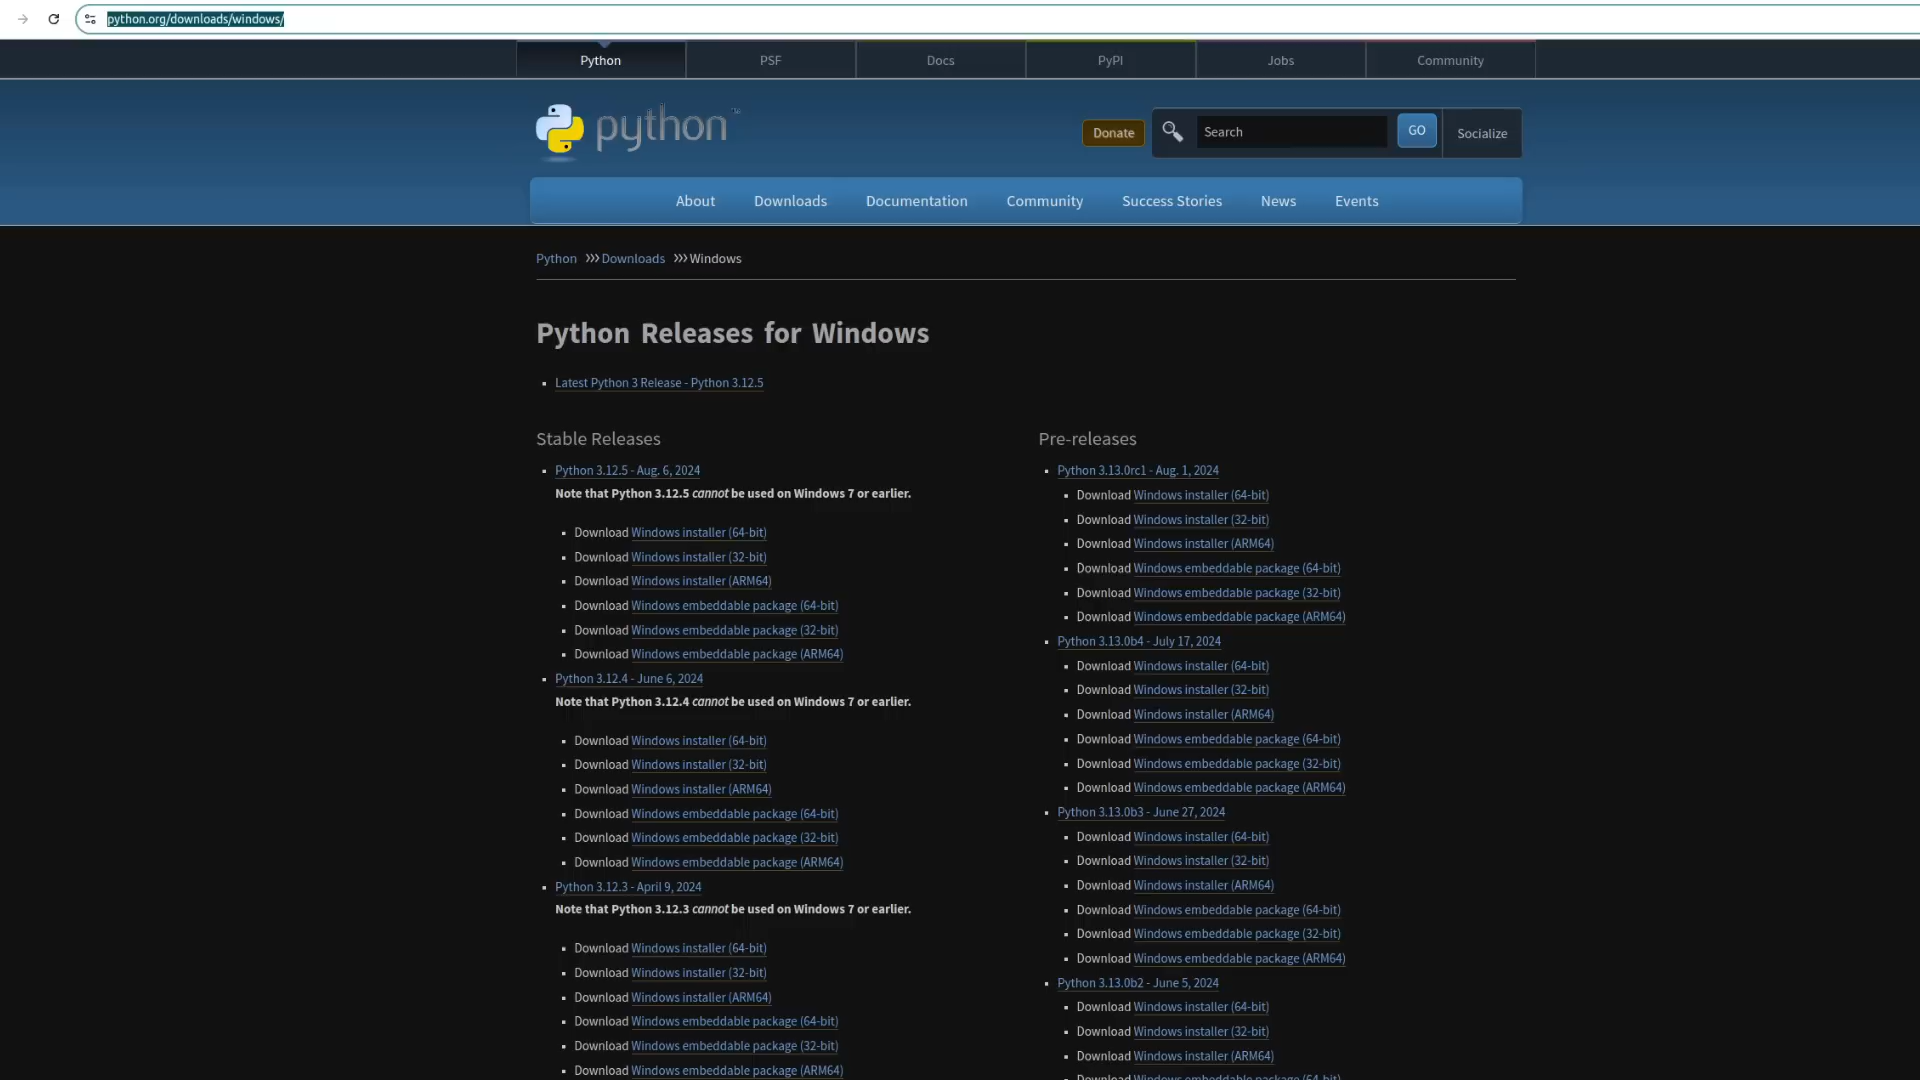 python.org/downloads/windows/
Python
PSF
Docs
PyPI
Jobs
Community
python
Donate
Search
GO
Socialize
About
Downloads
Documentation
Community
Success Stories
News
Events
Python >>> Downloads >>> Windows
Python Releases for Windows
Latest Python 3 Release - Python 3.12.5
Stable Releases
Python 3.12.5 - Aug. 6, 2024
Note that Python 3.12.5 cannot be used on Windows 7 or earlier.
Download Windows installer (64-bit)
Download Windows installer (32-bit)
Download Windows installer (ARM64)
Download Windows embeddable package (64-bit)
Download Windows embeddable package (32-bit)
Download Windows embeddable package (ARM64)
Python 3.12.4 - June 6, 2024
Note that Python 3.12.4 cannot be used on Windows 7 or earlier.
Download Windows installer (64-bit)
Download Windows installer (32-bit)
Download Windows installer (ARM64)
Download Windows embeddable package (64-bit)
Download Windows embeddable package (32-bit)
Download Windows embeddable package (ARM64)
Python 3.12.3 - April 9, 2024
Note that Python 3.12.3 cannot be used on Windows 7 or earlier.
Download Windows installer (64-bit)
Download Windows installer (32-bit)
Download Windows installer (ARM64)
Download Windows embeddable package (64-bit)
Download Windows embeddable package (32-bit)
Download Windows embeddable package (ARM64)
Pre-releases
Python 3.13.0rc1 - Aug. 1, 2024
Download Windows installer (64-bit)
Download Windows installer (32-bit)
Download Windows installer (ARM64)
Download Windows embeddable package (64-bit)
Download Windows embeddable package (32-bit)
Download Windows embeddable package (ARM64)
Python 3.13.0b4 - July 17, 2024
Download Windows installer (64-bit)
Download Windows installer (32-bit)
Download Windows installer (ARM64)
Download Windows embeddable package (64-bit)
Download Windows embeddable package (32-bit)
Download Windows embeddable package (ARM64)
Python 3.13.0b3 - June 27, 2024
Download Windows installer (64-bit)
Download Windows installer (32-bit)
Download Windows installer (ARM64)
Download Windows embeddable package (64-bit)
Download Windows embeddable package (32-bit)
Download Windows embeddable package (ARM64)
Python 3.13.0b2 - June 5, 2024
Download Windows installer (64-bit)
Download Windows installer (32-bit)
Download Windows installer (ARM64)
Download Windows embeddable package (64-bit)